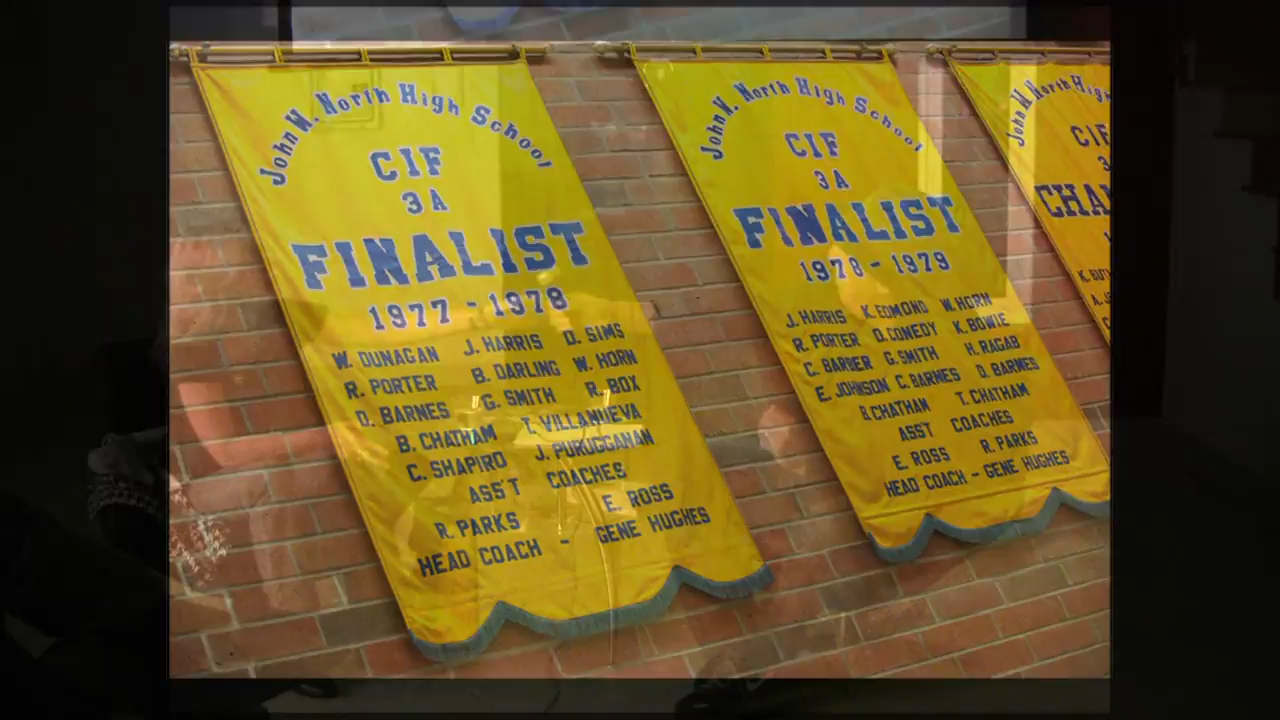 John W. North High School
CIF
3A
FINALIST
1977 - 1978
W. DUNAGAN J. HARRIS D. SIMS
R. PORTER B. DARLING W. HORN
D. BARNES G. SMITH R. BOX
B. CHATHAM T. VILLANUEVA
C. SHAPIRO J. PURUGGANAN
ASS'T COACHES
R. PARKS E. ROSS
HEAD COACH - GENE HUGHES
John W. North High School
CIF
3A
FINALIST
1978 - 1979
J. HARRIS K. EDMOND W. HORN
R. PORTER D. CONEDY K. BOWIE
C. BARBER G. SMITH H. RAGAB
E. JOHNSON C. BARNES D. BARNES
B. CHATHAM T. CHATHAM
ASS'T COACHES
E. ROSS R. PARKS
HEAD COACH - GENE HUGHES
John W. North High
CIF
3
CHAM